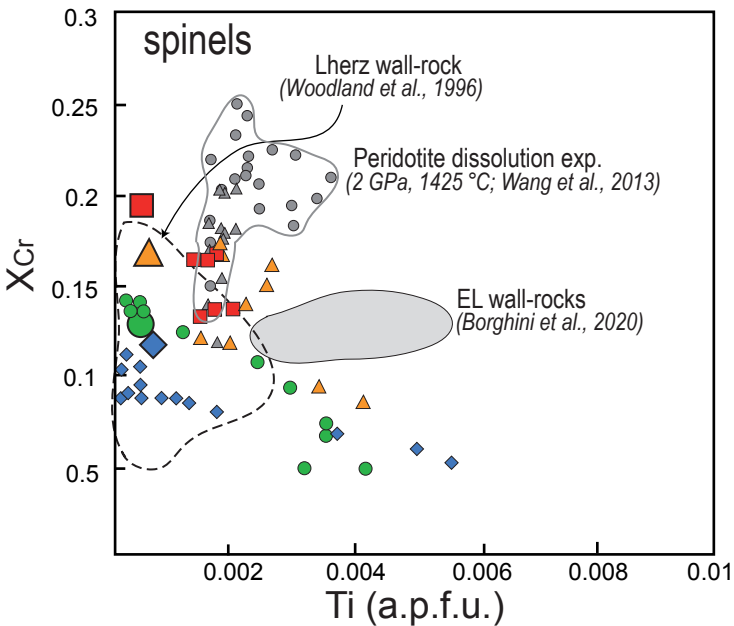 0.3
spinels
Lherz wall-rock
(Woodland et al., 1996)
0.25
Peridotite dissolution exp.
(2 GPa, 1425 °C; Wang et al., 2013)
0.2
XCr
0.15
EL wall-rocks
(Borghini et al., 2020)
0.1
0.5
0.002
0.004
0.006
0.008
0.01
Ti (a.p.f.u.)